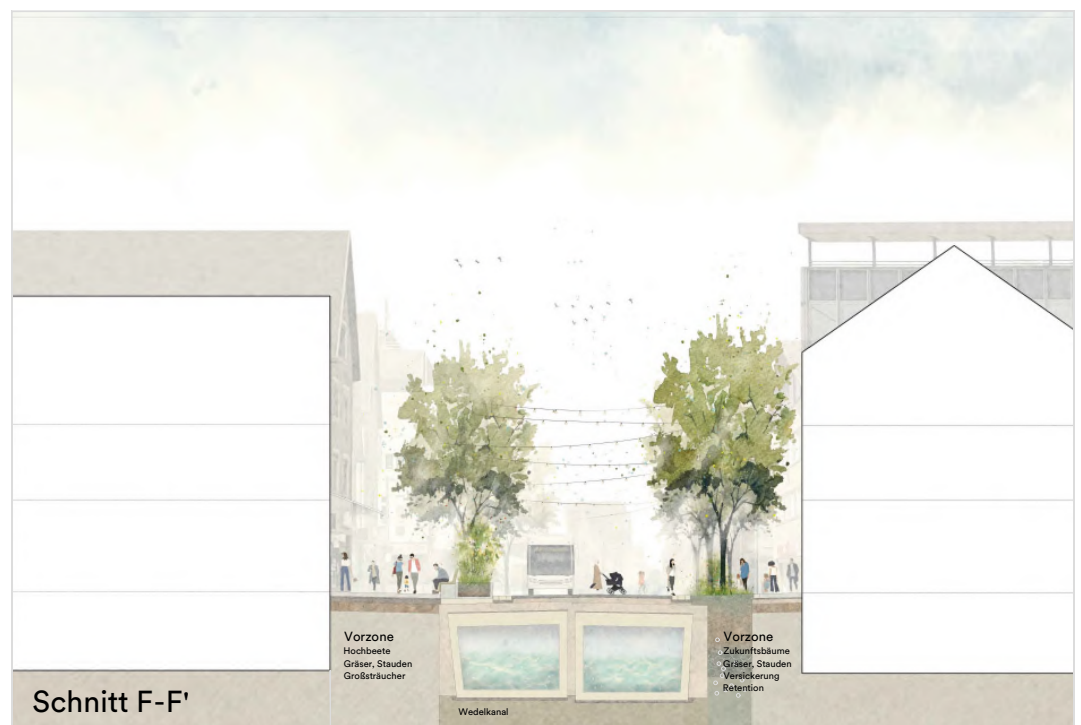 Vorzone
Hochbeete
Gräser, Stauden
Großsträucher
Vorzone
Zukunftsbäume
Gräser, Stauden
Versickerung
Retention
Wedelkanal
Schnitt F-F'